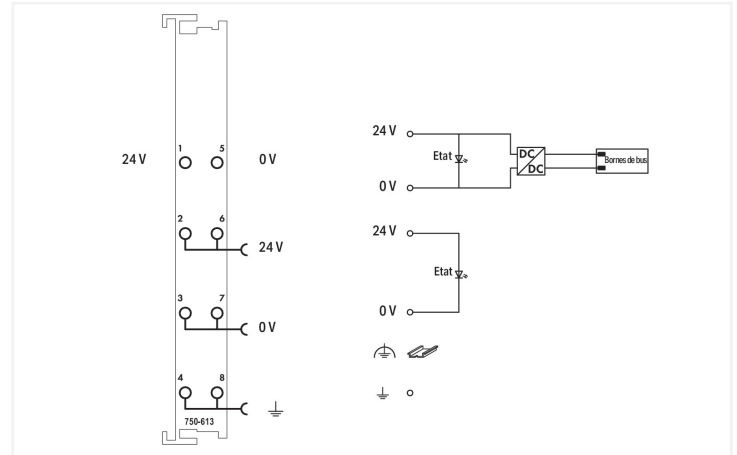 1 5
24 V 0 V
2 6
24 V
3 7
0 V
4 8
750-613
24 V
Etat
DC
DC
Bornes de bus
0 V
24 V
Etat
0 V